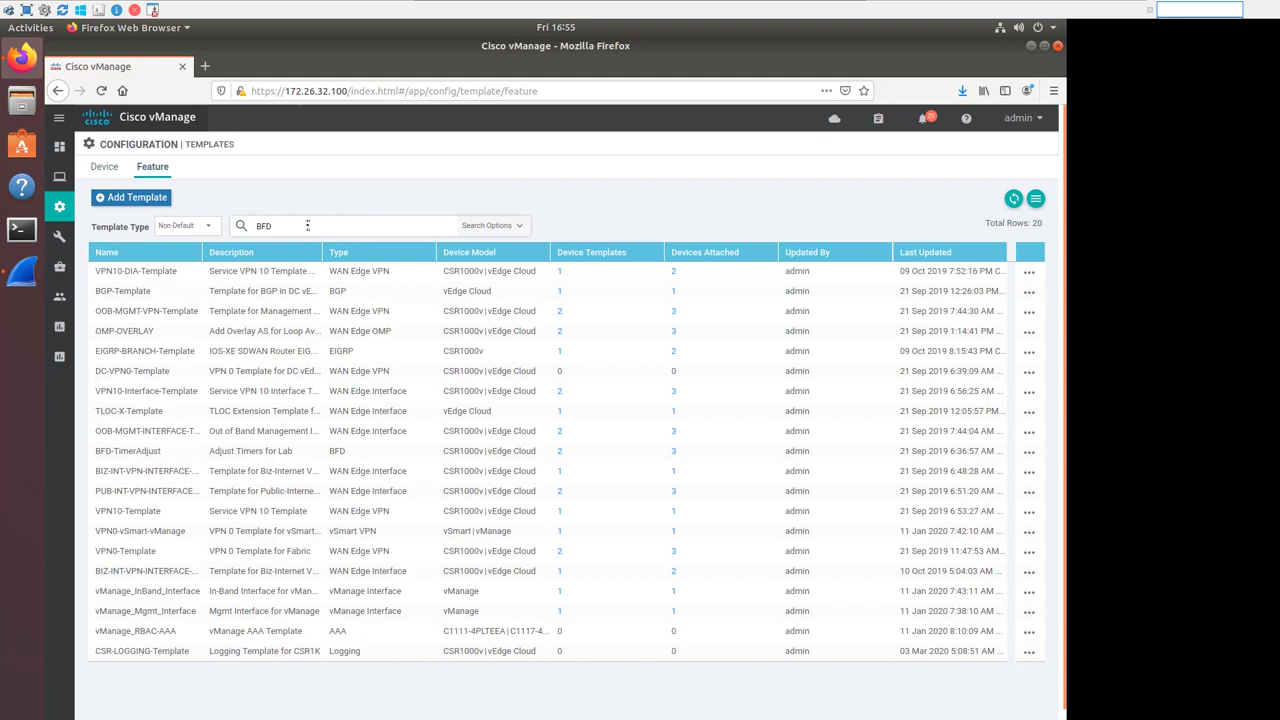 Activities Firefox Web Browser Fri 16:55
Cisco vManage - Mozilla Firefox
Cisco vManage
https://172.26.32.100/index.html#/app/config/template/feature
cisco Cisco vManage 29 admin
CONFIGURATION | TEMPLATES
Device Feature
Add Template
Template Type Non-Default BFD Search Options Total Rows: 20
Name Description Type Device Model Device Templates Devices Attached Updated By Last Updated
VPN10-DIA-Template Service VPN 10 Template ... WAN Edge VPN CSR1000v | vEdge Cloud 1 2 admin 09 Oct 2019 7:52:16 PM C...
BGP-Template Template for BGP in DC vE... BGP vEdge Cloud 1 1 admin 21 Sep 2019 12:26:03 PM...
OOB-MGMT-VPN-Template Template for Management ... WAN Edge VPN CSR1000v | vEdge Cloud 2 3 admin 21 Sep 2019 7:44:30 AM ...
OMP-OVERLAY Add Overlay AS for Loop Av... WAN Edge OMP CSR1000v | vEdge Cloud 2 3 admin 21 Sep 2019 1:14:41 PM ...
EIGRP-BRANCH-Template IOS-XE SDWAN Router EIG... EIGRP CSR1000v 1 2 admin 09 Oct 2019 8:15:43 PM C...
DC-VPN0-Template VPN 0 Template for DC vEd... WAN Edge VPN CSR1000v | vEdge Cloud 0 0 admin 21 Sep 2019 6:39:09 AM ...
VPN10-Interface-Template Service VPN 10 Interface T... WAN Edge Interface CSR1000v | vEdge Cloud 2 3 admin 21 Sep 2019 6:56:25 AM ...
TLOC-X-Template TLOC Extension Template f... WAN Edge Interface vEdge Cloud 1 1 admin 21 Sep 2019 12:05:57 PM...
OOB-MGMT-INTERFACE-T... Out of Band Management I... WAN Edge Interface CSR1000v | vEdge Cloud 2 3 admin 21 Sep 2019 7:44:04 AM ...
BFD-TimerAdjust Adjust Timers for Lab BFD CSR1000v | vEdge Cloud 2 3 admin 21 Sep 2019 6:36:57 AM ...
BIZ-INT-VPN-INTERFACE-... Template for Biz-Internet V... WAN Edge Interface CSR1000v | vEdge Cloud 1 1 admin 21 Sep 2019 6:48:28 AM ...
PUB-INT-VPN-INTERFACE... Template for Public-Interne... WAN Edge Interface CSR1000v | vEdge Cloud 2 3 admin 21 Sep 2019 6:51:20 AM ...
VPN10-Template Service VPN 10 Template WAN Edge VPN CSR1000v | vEdge Cloud 1 1 admin 21 Sep 2019 6:53:27 AM ...
VPN0-vSmart-vManage VPN 0 Template for vSmart... vSmart VPN vSmart | vManage 1 1 admin 11 Jan 2020 7:42:10 AM ...
VPN0-Template VPN 0 Template for Fabric WAN Edge VPN CSR1000v | vEdge Cloud 2 3 admin 21 Sep 2019 11:47:53 AM...
BIZ-INT-VPN-INTERFACE-... Template for Biz-Internet V... WAN Edge Interface CSR1000v | vEdge Cloud 1 2 admin 10 Oct 2019 5:04:03 AM ...
vManage_InBand_Interface In-Band Interface for vMan... vManage Interface vManage 1 1 admin 11 Jan 2020 7:43:11 AM ...
vManage_Mgmt_Interface Mgmt Interface for vManage vManage Interface vManage 1 1 admin 11 Jan 2020 7:38:10 AM ...
vManage_RBAC-AAA vManage AAA Template AAA C1111-4PLTEEA | C1117-4... 0 0 admin 11 Jan 2020 8:10:09 AM ...
CSR-LOGGING-Template Logging Template for CSR1K Logging CSR1000v | vEdge Cloud 0 0 admin 03 Mar 2020 5:08:51 AM ...